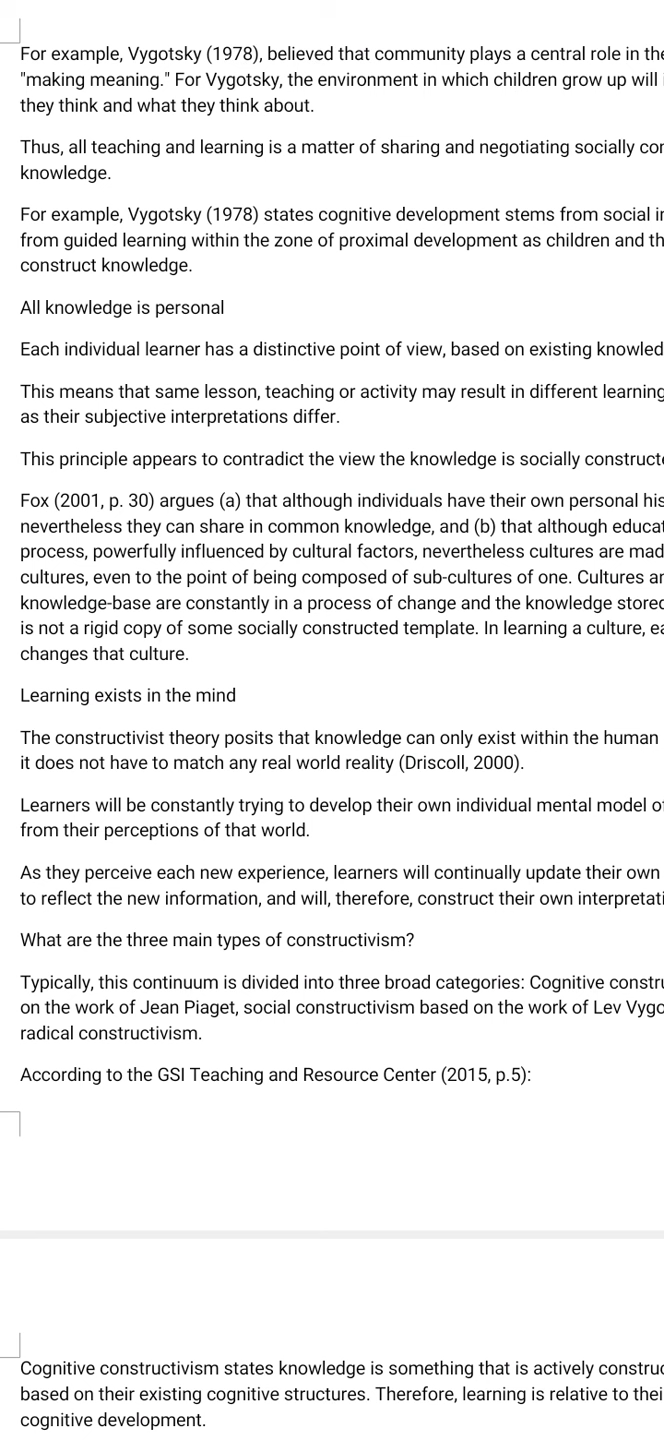 For example, Vygotsky (1978), believed that community plays a central role in the
"making meaning." For Vygotsky, the environment in which children grow up will
they think and what they think about.
Thus, all teaching and learning is a matter of sharing and negotiating socially
knowledge.
For example, Vygotsky (1978) states cognitive development stems from social
from guided learning within the zone of proximal development as children and
construct knowledge.
All knowledge is personal
Each individual learner has a distinctive point of view, based on existing
This means that same lesson, teaching or activity may result in different learning
as their subjective interpretations differ.
This principle appears to contradict the view the knowledge is socially
Fox (2001, p. 30) argues (a) that although individuals have their own personal
nevertheless they can share in common knowledge, and (b) that although
process, powerfully influenced by cultural factors, nevertheless cultures are
cultures, even to the point of being composed of sub-cultures of one. Cultures
knowledge-base are constantly in a process of change and the knowledge stored
is not a rigid copy of some socially constructed template. In learning a culture,
changes that culture.
Learning exists in the mind
The constructivist theory posits that knowledge can only exist within the human
it does not have to match any real world reality (Driscoll, 2000).
Learners will be constantly trying to develop their own individual mental model
from their perceptions of that world.
As they perceive each new experience, learners will continually update their own
to reflect the new information, and will, therefore, construct their own
What are the three main types of constructivism?
Typically, this continuum is divided into three broad categories: Cognitive
on the work of Jean Piaget, social constructivism based on the work of Lev
radical constructivism.
According to the GSI Teaching and Resource Center (2015, p.5):
Cognitive constructivism states knowledge is something that is actively
based on their existing cognitive structures. Therefore, learning is relative to
cognitive development.